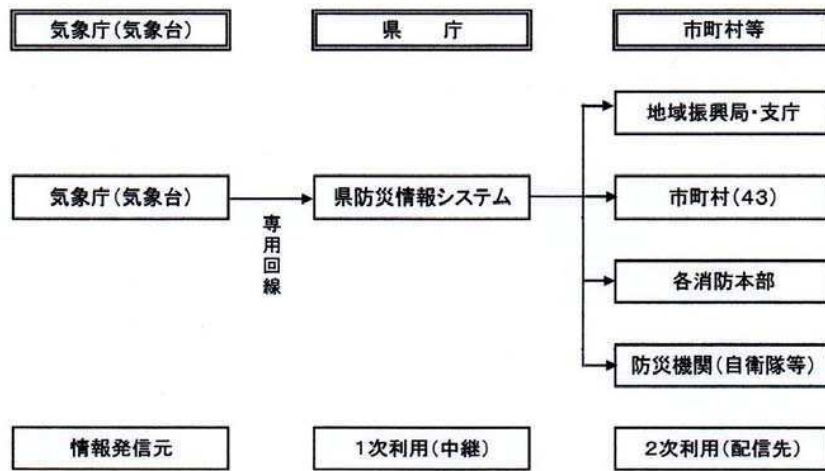 気象庁(気象台)
県　庁
市町村等
地域振興局・支庁
気象庁(気象台)
県防災情報システム
市町村(43)
専用回線
各消防本部
防災機関(自衛隊等)
情報発信元
1次利用(中継)
2次利用(配信先)